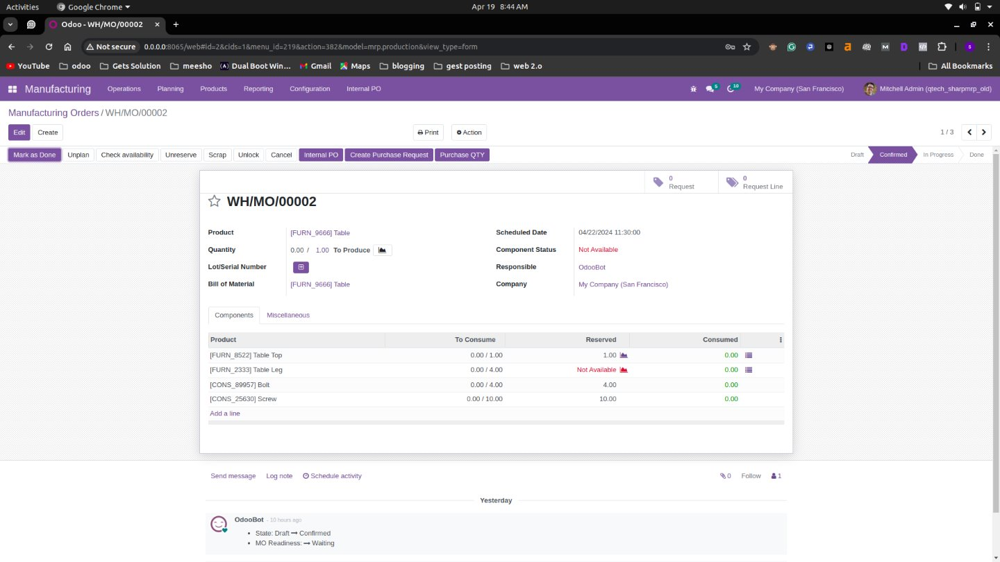 Activities Google Chrome Apr 19 8:44 AM
Odoo - WH/MO/00002
Not secure 0.0.0.0:8065/web#id=2&cids=1&menu_id=219&action=382&model=mrp.production&view_type=form
YouTube odoo Gets Solution meesho Dual Boot Win... Gmail Maps blogging gest posting web 2.o All Bookmarks
Manufacturing Operations Planning Products Reporting Configuration Internal PO 5 10 My Company (San Francisco) Mitchell Admin (qtech_sharpmrp_old)
Manufacturing Orders / WH/MO/00002
Edit Create Print Action 1 / 3
Mark as Done Unplan Check availability Unreserve Scrap Unlock Cancel Internal PO Create Purchase Request Purchase QTY Draft Confirmed In Progress Done
0 0
Request Request Line
WH/MO/00002
Product [FURN_9666] Table Scheduled Date 04/22/2024 11:30:00
Quantity 0.00 / 1.00 To Produce Component Status Not Available
Lot/Serial Number Responsible OdooBot
Bill of Material [FURN_9666] Table Company My Company (San Francisco)
Components Miscellaneous
Product To Consume Reserved Consumed
[FURN_8522] Table Top 0.00 / 1.00 1.00 0.00
[FURN_2333] Table Leg 0.00 / 4.00 Not Available 0.00
[CONS_89957] Bolt 0.00 / 4.00 4.00 0.00
[CONS_25630] Screw 0.00 / 10.00 10.00 0.00
Add a line
Send message Log note Schedule activity 0 Follow 1
Yesterday
OdooBot - 10 hours ago
• State: Draft → Confirmed
• MO Readiness: → Waiting